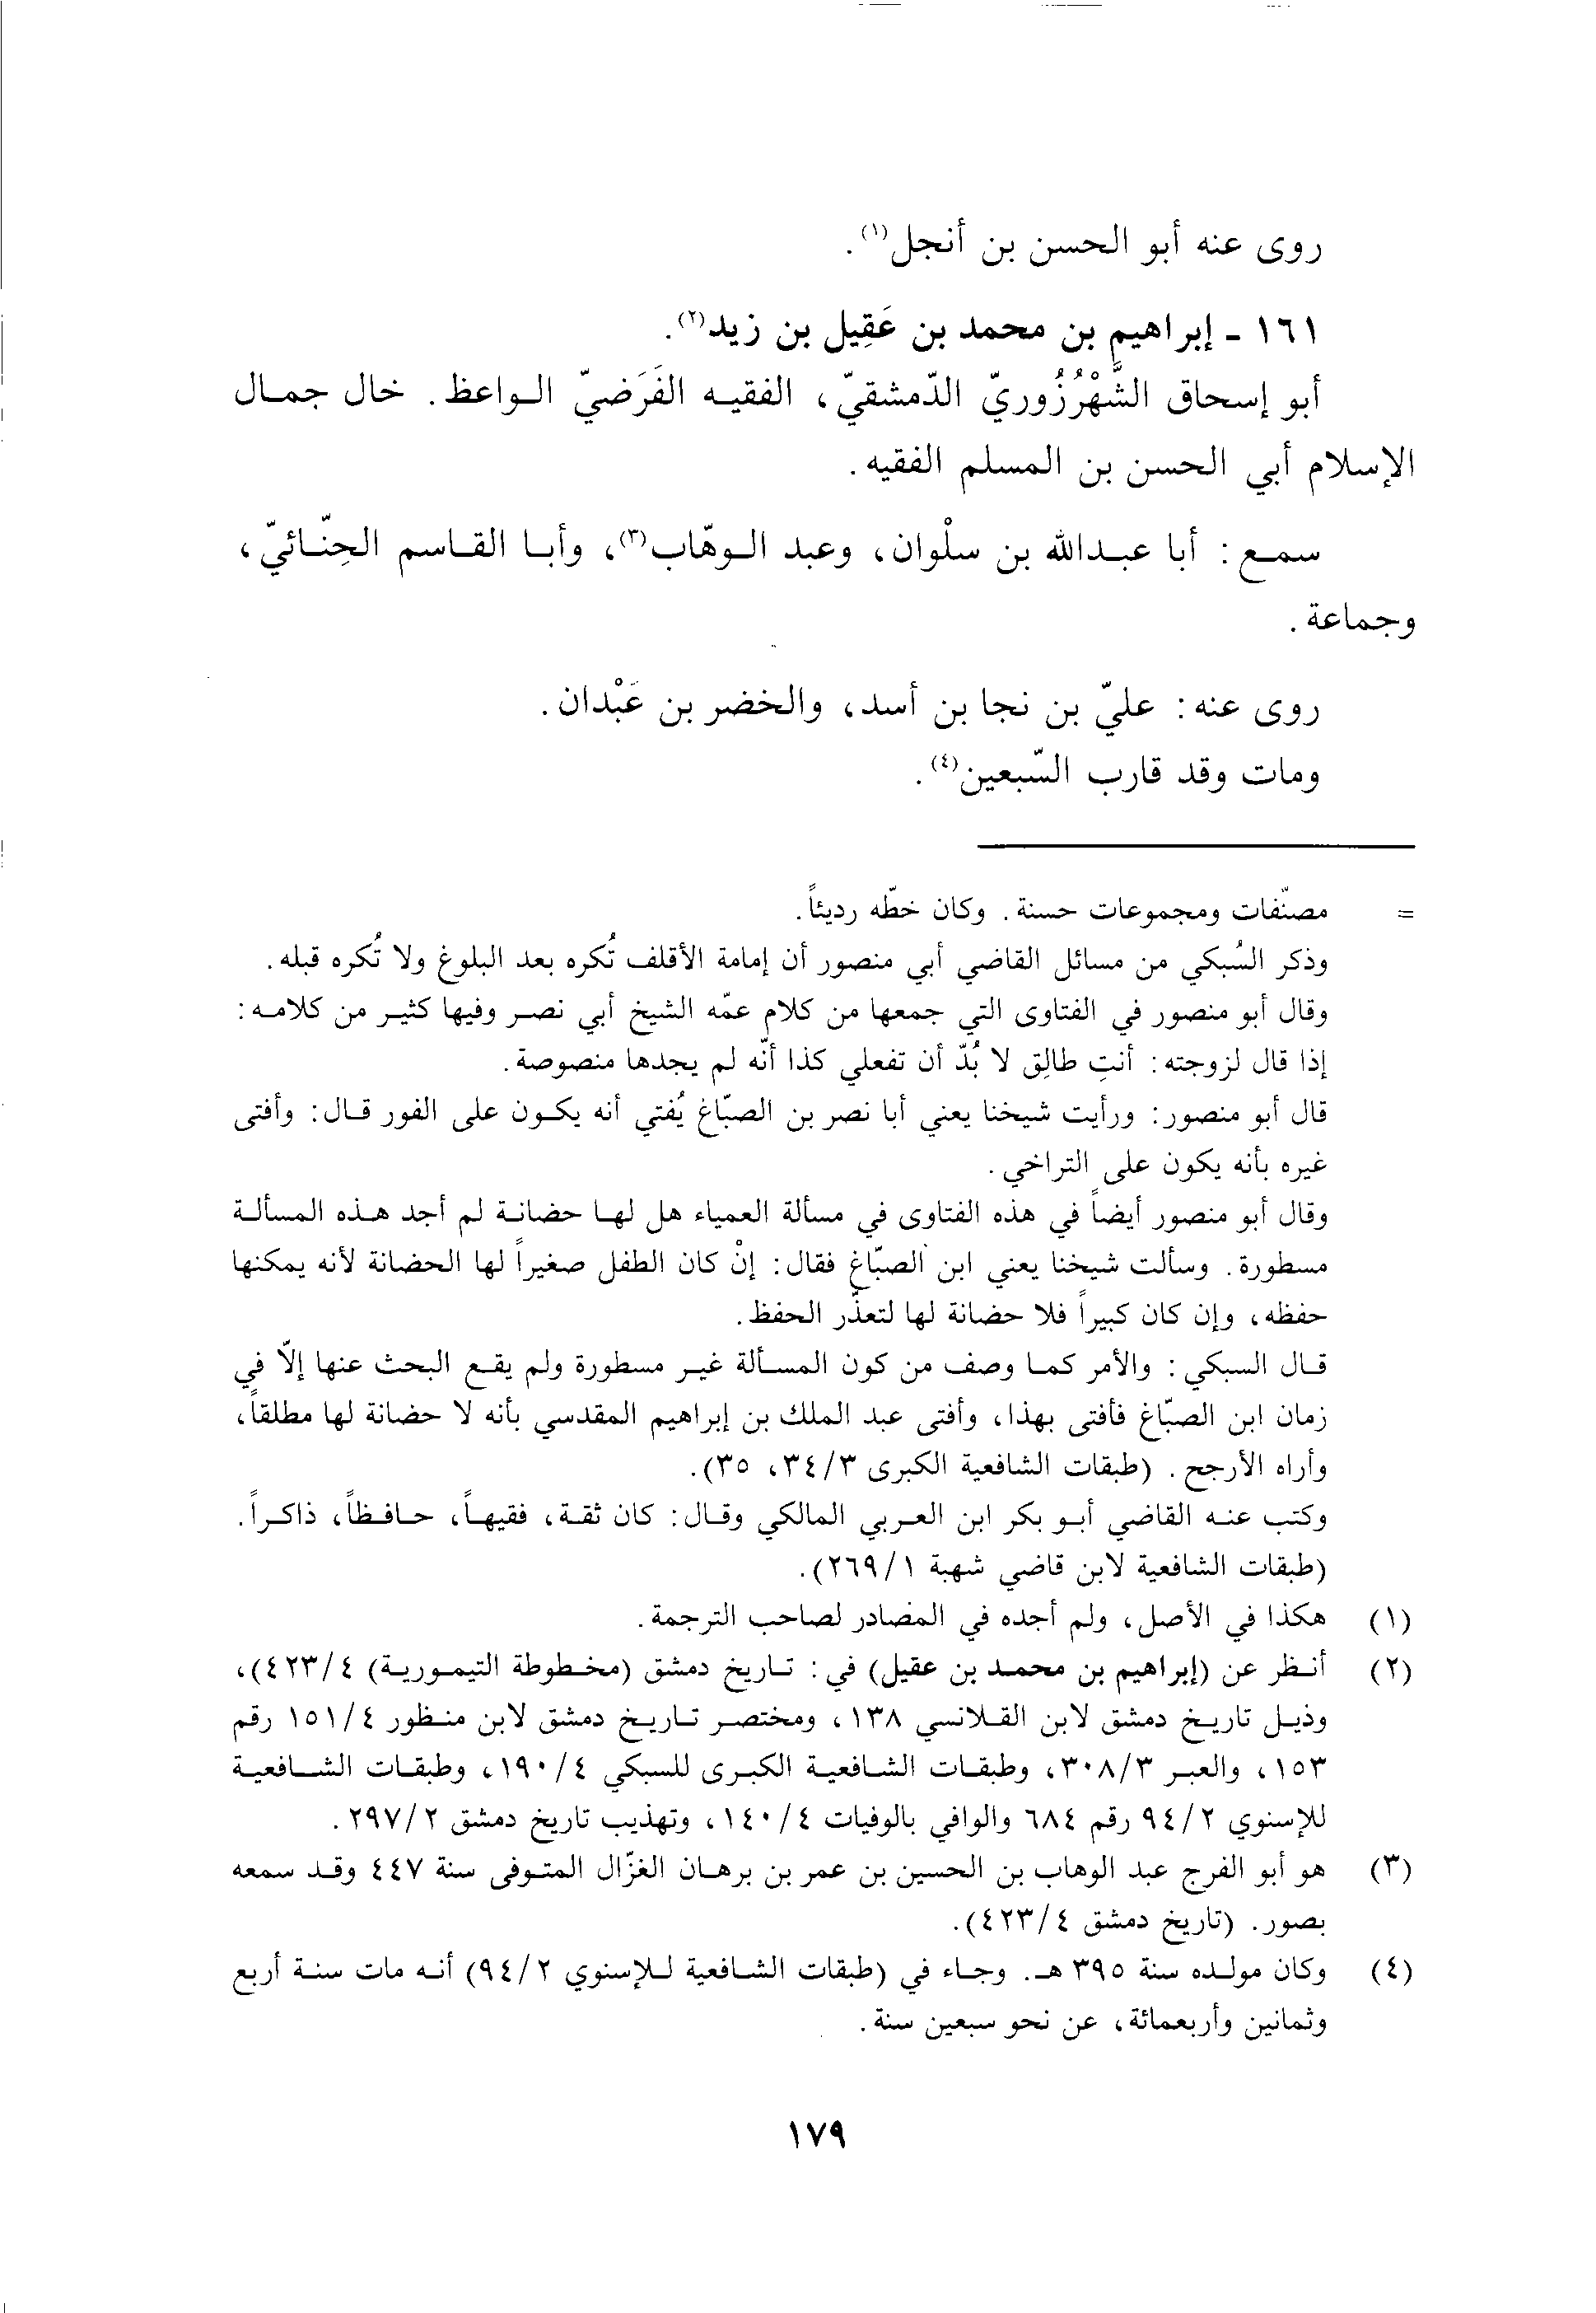 روى عنه أبو الحسن بن أنجل(١).
١٦١ - إبراهيم بن محمد بن عَقِيل بن زيد(٢).
أبو إسحاق الشَّهْرُزُوريّ الدّمشقيّ، الفقيه الفَرَضيّ الواعظ. خال جمال
الإسلام أبي الحسن بن المسلم الفقيه.
سمع: أبا عبدالله بن سلْوان، وعبد الوهّاب(٣)، وأبا القاسم الحِنّائيّ،
وجماعة.
روى عنه: عليّ بن نجا بن أسد، والخضر بن عَبْدان.
ومات وقد قارب السّبعين(٤).
= مصنّفات ومجموعات حسنة. وكان خطّه رديئاً.
وذكر السُبكي من مسائل القاضي أبي منصور أن إمامة الأقلف تُكره بعد البلوغ ولا تُكره قبله.
وقال أبو منصور في الفتاوى التي جمعها من كلام عمّه الشيخ أبي نصر وفيها كثير من كلامه:
إذا قال لزوجته: أنتِ طالِق لا بُدّ أن تفعلي كذا أنّه لم يجدها منصوصة.
قال أبو منصور: ورأيت شيخنا يعني أبا نصر بن الصبّاغ يُفتي أنه يكون على الفور قال: وأفتى
غيره بأنه يكون على التراخي.
وقال أبو منصور أيضاً في هذه الفتاوى في مسألة العمياء هل لها حضانة لم أجد هذه المسألة
مسطورة. وسألت شيخنا يعني ابن الصبّاغ فقال: إنْ كان الطفل صغيراً لها الحضانة لأنه يمكنها
حفظه، وإن كان كبيراً فلا حضانة لها لتعذّر الحفظ.
قال السبكي: والأمر كما وصف من كون المسألة غير مسطورة ولم يقع البحث عنها إلاّ في
زمان ابن الصبّاغ فأفتى بهذا، وأفتى عبد الملك بن إبراهيم المقدسي بأنه لا حضانة لها مطلقاً،
وأراه الأرجح. (طبقات الشافعية الكبرى ٣٤/٣، ٣٥).
وكتب عنه القاضي أبو بكر ابن العربي المالكي وقال: كان ثقة، فقيهاً، حافظاً، ذاكراً.
(طبقات الشافعية لابن قاضي شهبة ٢٦٩/١).
(١) هكذا في الأصل، ولم أجده في المصادر لصاحب الترجمة.
(٢) أنظر عن (إبراهيم بن محمد بن عقيل) في: تاريخ دمشق (مخطوطة التيمورية) ٤٢٣/٤)،
وذيل تاريخ دمشق لابن القلانسي ١٣٨، ومختصر تاريخ دمشق لابن منظور ١٥١/٤ رقم
١٥٣، والعبر ٣٠٨/٣، وطبقات الشافعية الكبرى للسبكي ١٩٠/٤، وطبقات الشافعية
للإسنوي ٩٤/٢ رقم ٦٨٤ والوافي بالوفيات ١٤٠/٤، وتهذيب تاريخ دمشق ٢٩٧/٢.
(٣) هو أبو الفرج عبد الوهاب بن الحسين بن عمر بن برهان الغزّال المتوفى سنة ٤٤٧ وقد سمعه
بصور. (تاريخ دمشق ٤٢٣/٤).
(٤) وكان مولده سنة ٣٩٥ هـ. وجاء في (طبقات الشافعية للإسنوي ٩٤/٢) أنه مات سنة أربع
وثمانين وأربعمائة، عن نحو سبعين سنة.
١٧٩